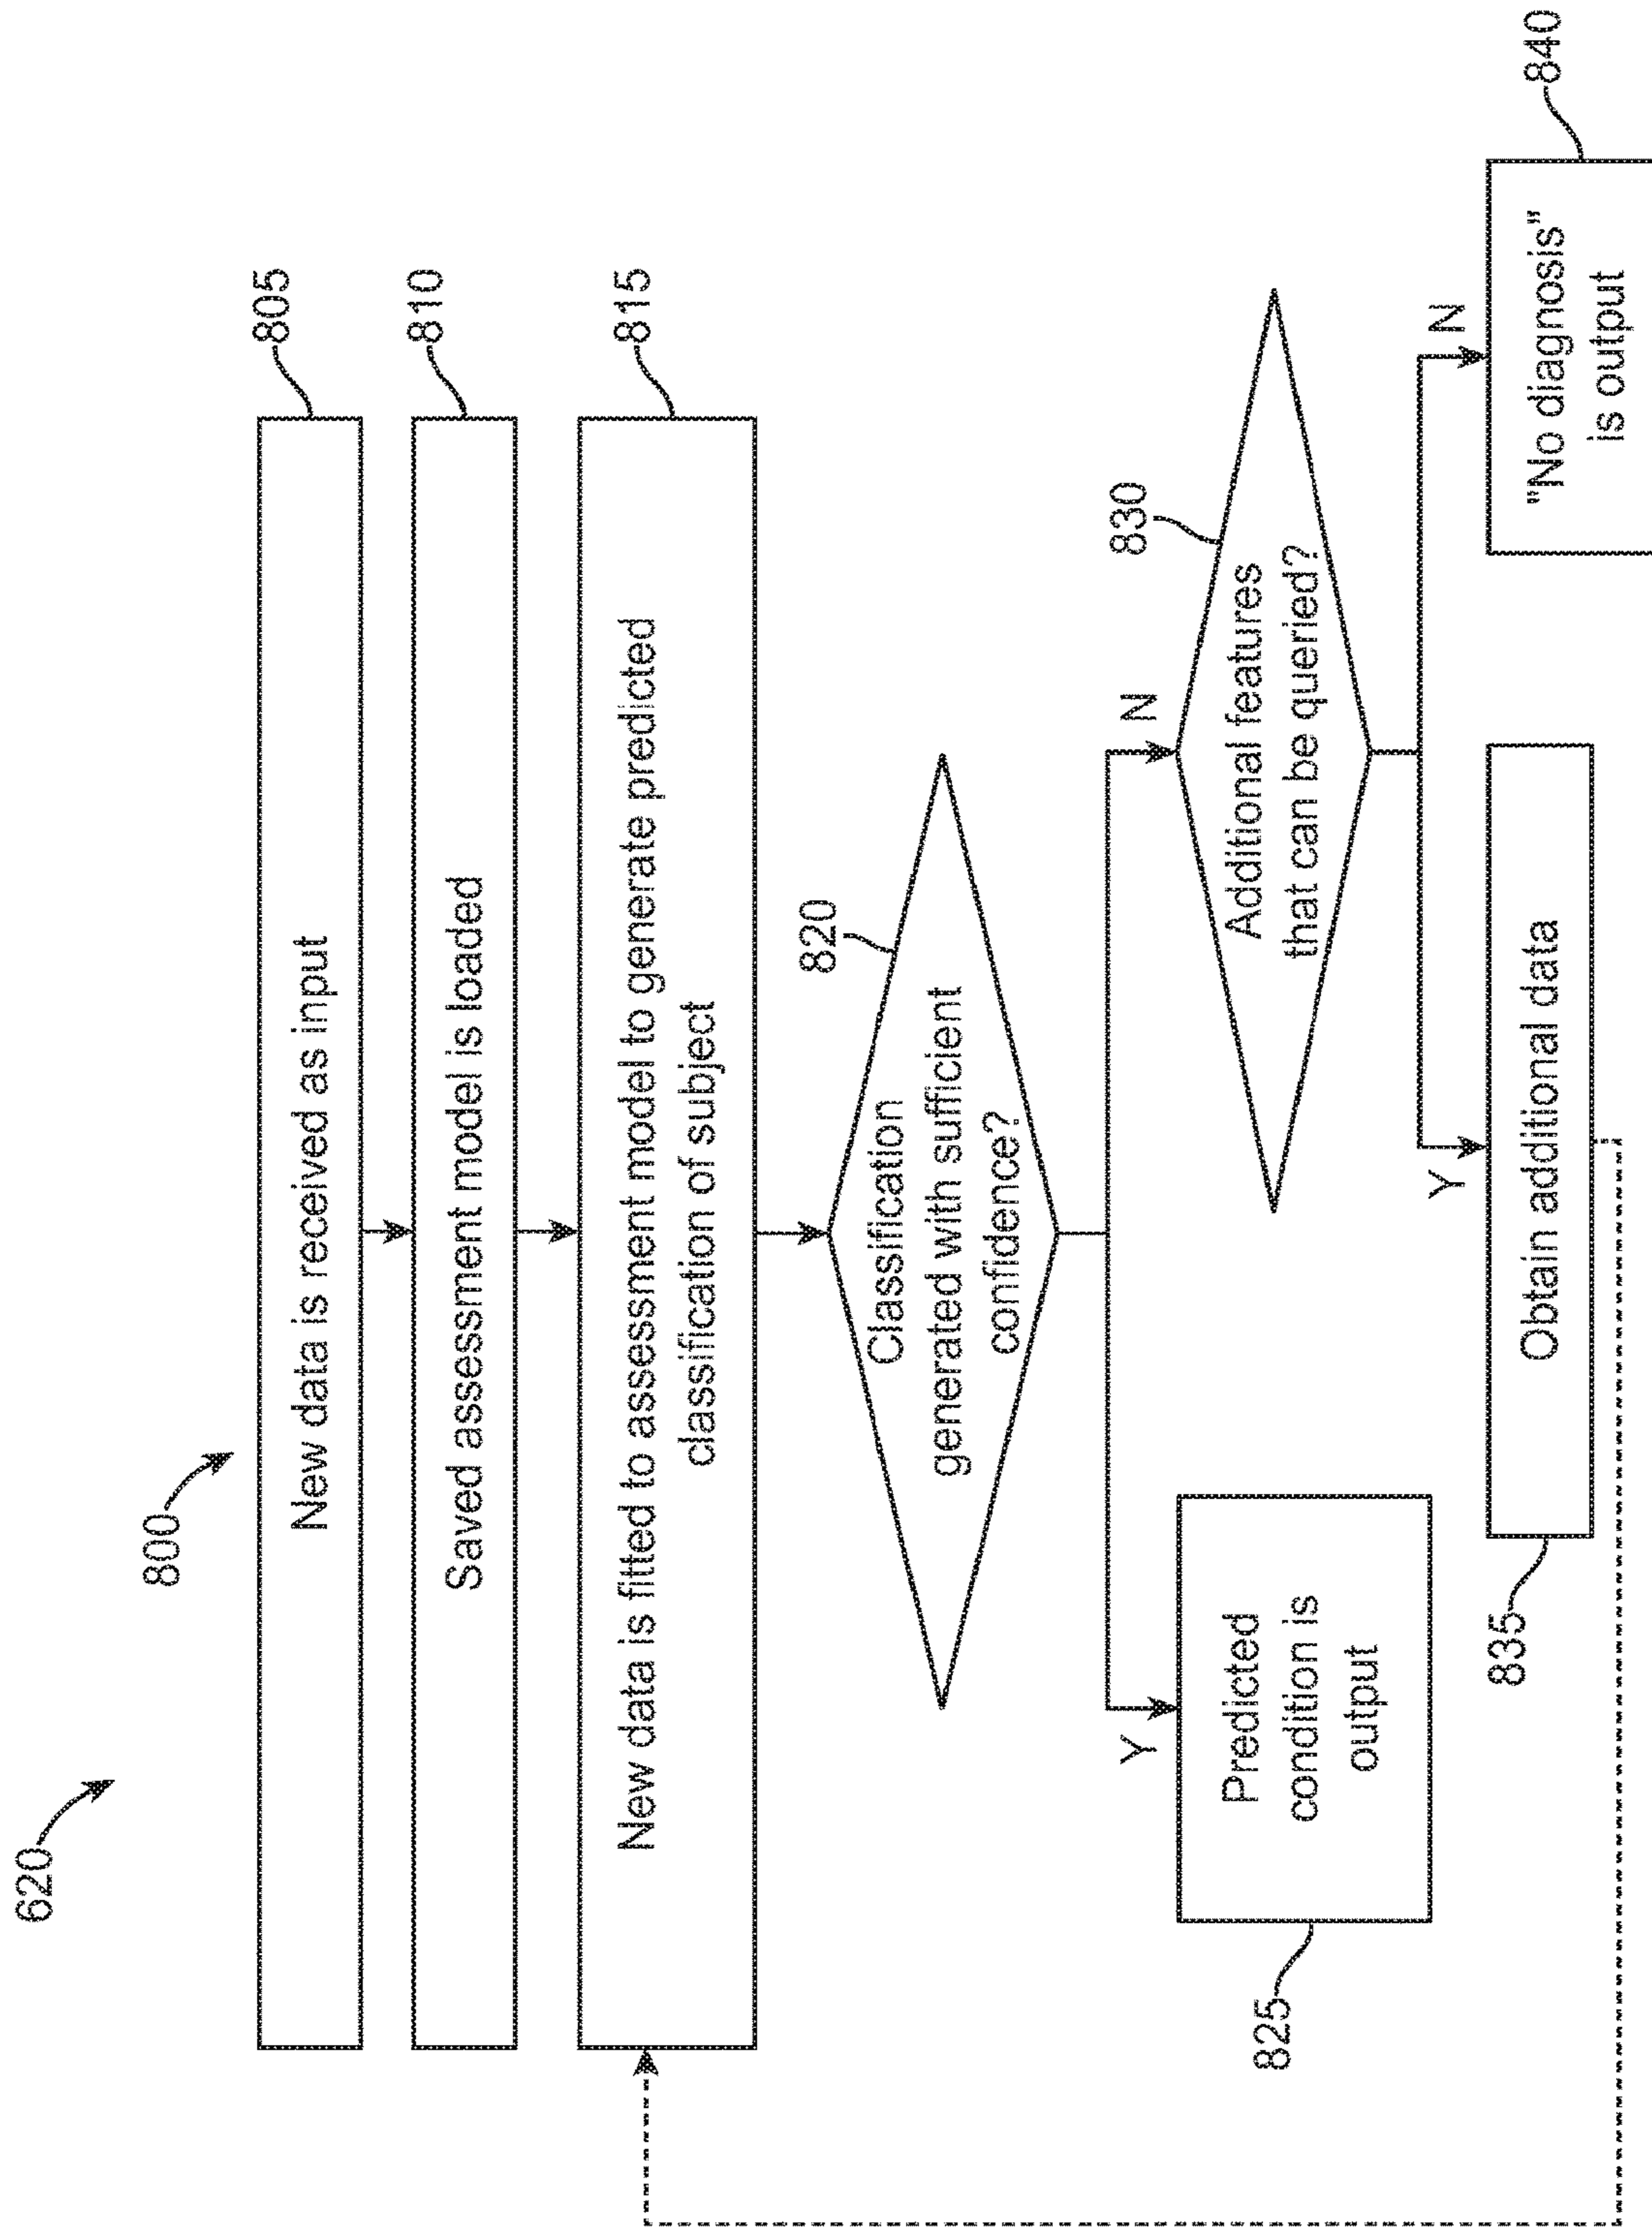 620
800
New data is received as input
805
Saved assessment model is loaded
810
New data is fitted to assessment model to generate predicted
classification of subject
815
Classification
generated with sufficient
confidence?
820
Y
N
Predicted
condition is
output
825
Additional features
that can be queried?
830
Y
N
Obtain additional data
835
"No diagnosis"
is output
840